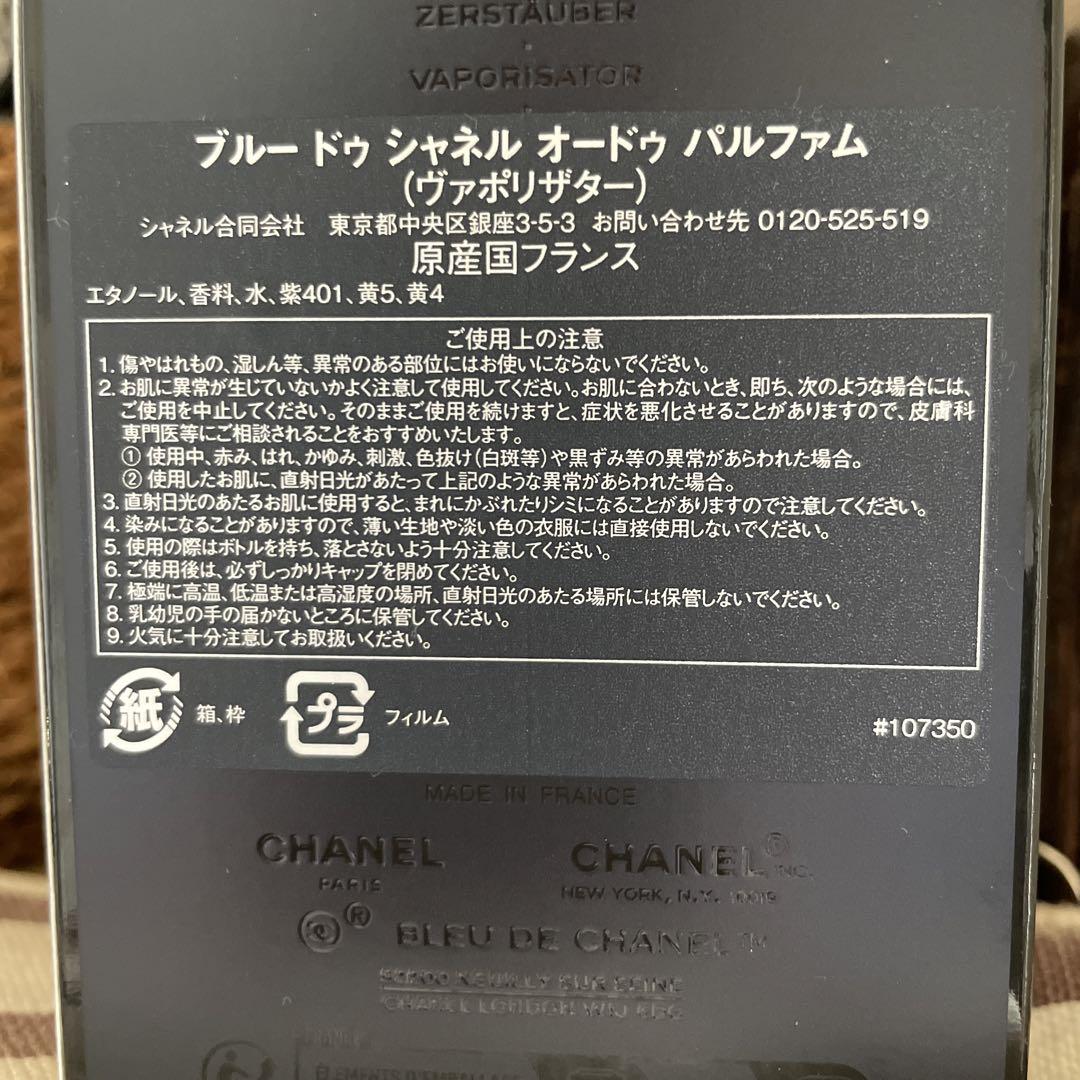 ZERSTÄUBER
·
VAPORISATOR
ブルー ドゥ シャネル オードゥ パルファム
(ヴァポリザター)
シャネル合同会社 東京都中央区銀座3-5-3 お問い合わせ先 0120-525-519
原産国フランス
エタノール、香料、水、紫401、黄5、黄4
ご使用上の注意
1. 傷やはれもの、湿しん等、異常のある部位にはお使いにならないでください。
2. お肌に異常が生じていないかよく注意して使用してください。お肌に合わないとき、即ち、次のような場合には、
ご使用を中止してください。そのままご使用を続けますと、症状を悪化させることがありますので、皮膚科
専門医等にご相談されることをおすすめいたします。
① 使用中、赤み、はれ、かゆみ、刺激、色抜け(白斑等)や黒ずみ等の異常があらわれた場合。
② 使用したお肌に、直射日光があたって上記のような異常があらわれた場合。
3. 直射日光のあたるお肌に使用すると、まれにかぶれたりシミになることがありますので注意してください。
4. 染みになることがありますので、薄い生地や淡い色の衣服には直接使用しないでください。
5. 使用の際はボトルを持ち、落とさないよう十分注意してください。
6. ご使用後は、必ずしっかりキャップを閉めてください。
7. 極端に高温、低温または高湿度の場所、直射日光のあたる場所には保管しないでください。
8. 乳幼児の手の届かないところに保管してください。
9. 火気に十分注意してお取扱いください。
紙 箱、枠 プラ フィルム
#107350
MADE IN FRANCE
CHANEL CHANEL® INC.
PARIS NEW YORK, N.Y. 10019
® BLEU DE CHANEL™
92200 NEUILLY SUR SEINE
CHANEL LONDON W1J 6DG
FRANCE
ÉLÉMENTS D'EMBALLAGE